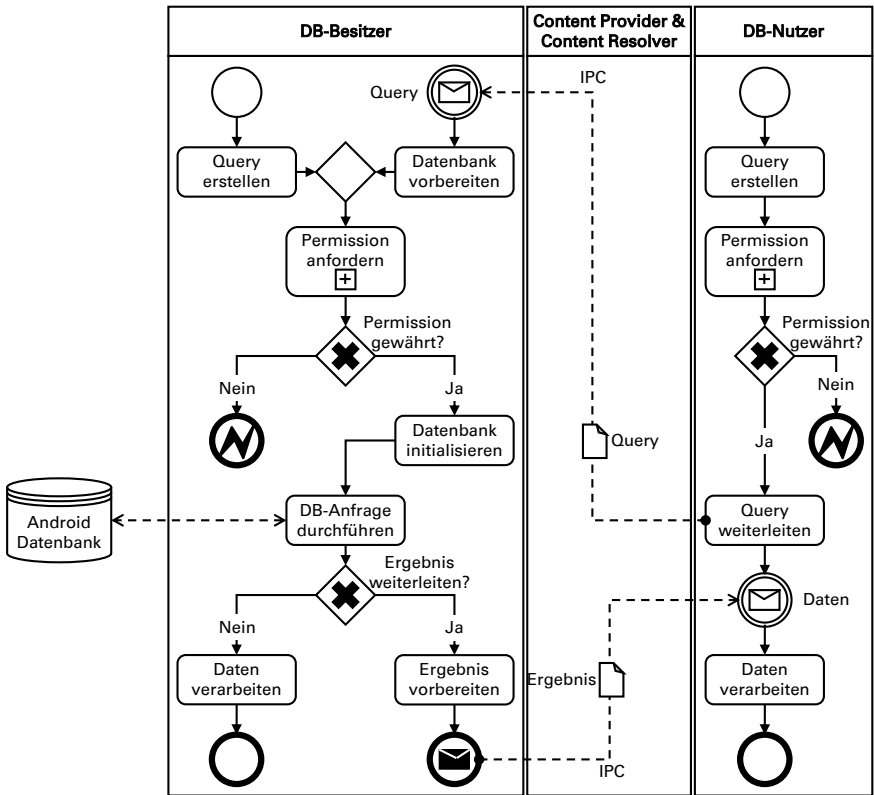 DB-Besitzer
Content Provider &
Content Resolver
DB-Nutzer
Query
IPC
Query
erstellen
Datenbank
vorbereiten
Query
erstellen
Permission
anfordern
Permission
anfordern
Permission
gewährt?
Permission
gewährt?
Nein
Ja
Nein
Datenbank
initialisieren
Query
Ja
Android
Datenbank
DB-Anfrage
durchführen
Query
weiterleiten
Ergebnis
weiterleiten?
Daten
Nein
Ja
Daten
verarbeiten
Ergebnis
vorbereiten
Ergebnis
Daten
verarbeiten
IPC